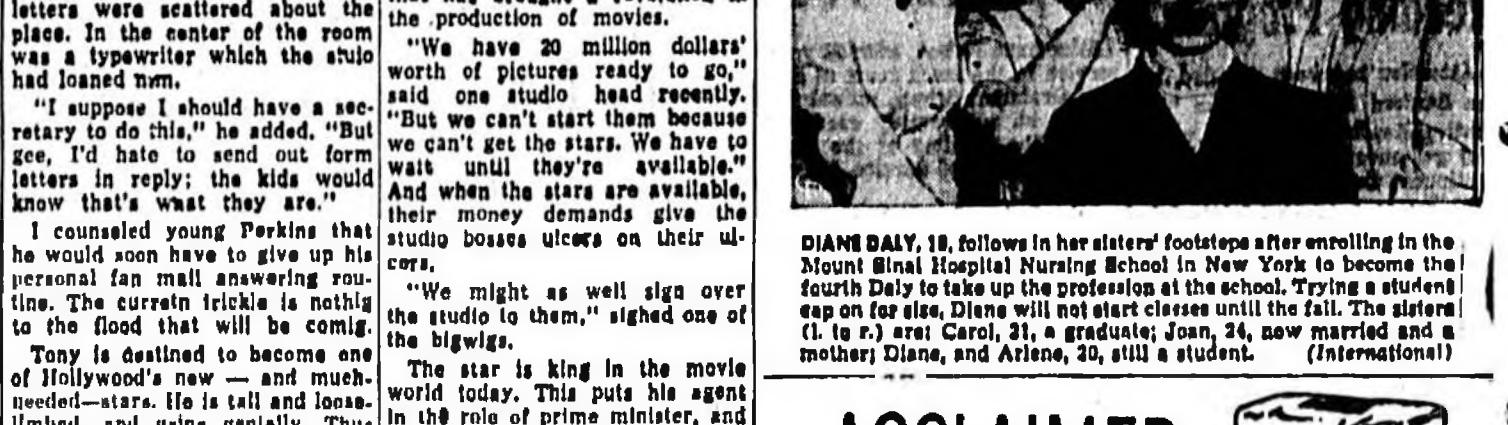 letters were scattered about the
place. In the center of the room
was a typewriter which the stuio
had loaned nim.
"I suppose I should have a sec-
retary to do this," he added, "But
gee, I'd hate to send out form
letters in reply; the kids would
know that's what they are."
I counseled young Perkins that
he would soon have to give up his
personal fan mail answering rou-
tine. The curretn trickle is nothig
to the flood that will be comig.
Tony is destined to become one
of Hollywood's new — and much-
needed—stars. He is tall and loose-
limbed and grins genially. Thus
the production of movies.
"We have 20 million dollars'
worth of pictures ready to go,"
said one studio head recently.
"But we can't start them because
we can't get the stars. We have to
wait until they're available."
And when the stars are available,
their money demands give the
studio bosses ulcers on their ul-
cers.
"We might as well sign over
the studio to them," sighed one of
the bigwigs.
The star is king in the movie
world today. This puts his agent
in the role of prime minister, and
DIANE DALY, 18, follows in her sisters' footsteps after enrolling in the
Mount Sinai Hospital Nursing School in New York to become the
fourth Daly to take up the profession at the school. Trying a student
cap on for size, Diane will not start classes until the fall. The sisters
(l. to r.) are: Carol, 21, a graduate; Joan, 24, now married and a
mother; Diane, and Arlene, 20, still a student. (International)
ACCLAIMED